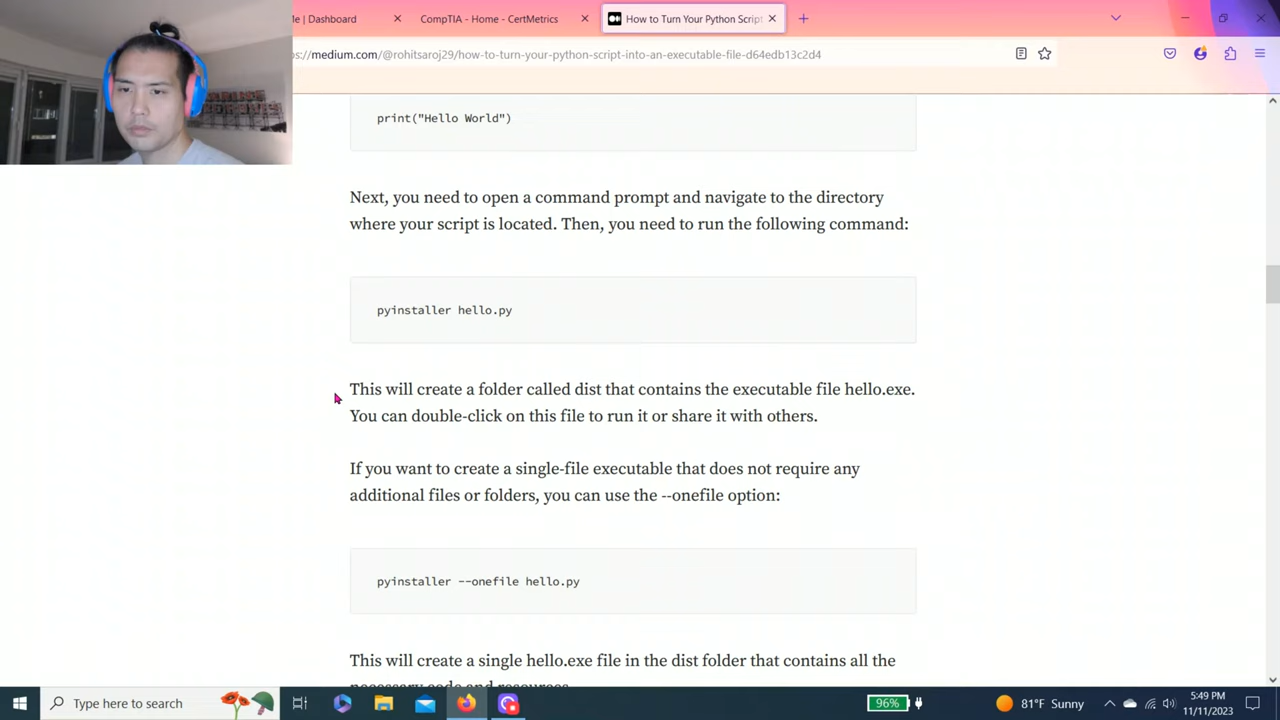 Me | Dashboard
CompTIA - Home - CertMetrics
How to Turn Your Python Script
s://medium.com/@rohitsaroj29/how-to-turn-your-python-script-into-an-executable-file-d64edb13c2d4
print("Hello World")
Next, you need to open a command prompt and navigate to the directory
where your script is located. Then, you need to run the following command:
pyinstaller hello.py
This will create a folder called dist that contains the executable file hello.exe.
You can double-click on this file to run it or share it with others.
If you want to create a single-file executable that does not require any
additional files or folders, you can use the --onefile option:
pyinstaller --onefile hello.py
This will create a single hello.exe file in the dist folder that contains all the
necessary code and resources.
Type here to search
96%
81°F Sunny
5:49 PM
11/11/2023